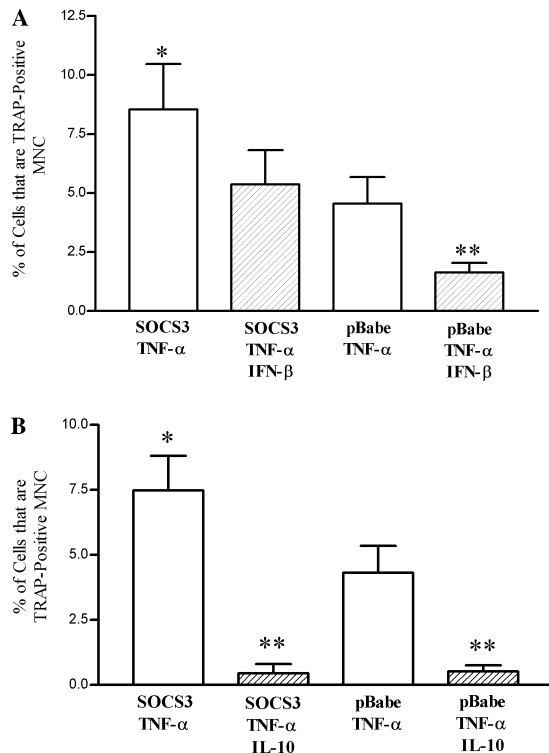 A
% of Cells that are TRAP-Positive
MNC
12.5
10.0
7.5
5.0
2.5
0.0
*
**
SOCS3
TNF-α
SOCS3
TNF-α
IFN-β
pBabe
TNF-α
pBabe
TNF-α
IFN-β
B
% of Cells that are
TRAP-Positive MNC
10.0
7.5
5.0
2.5
0.0
*
**
**
SOCS3
TNF-α
SOCS3
TNF-α
IL-10
pBabe
TNF-α
pBabe
TNF-α
IL-10